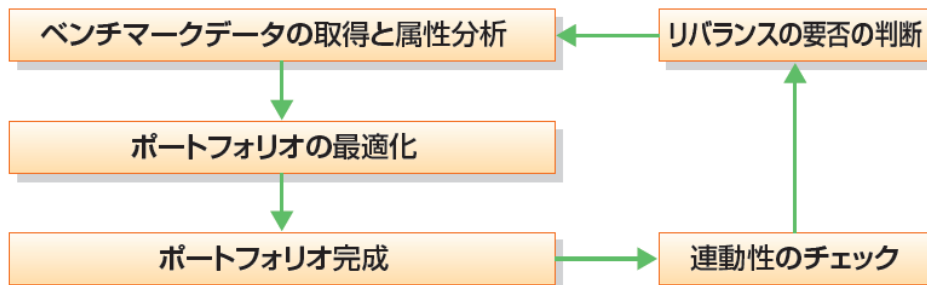 ベンチマークデータの取得と属性分析
リバランスの要否の判断
ポートフォリオの最適化
ポートフォリオ完成
連動性のチェック